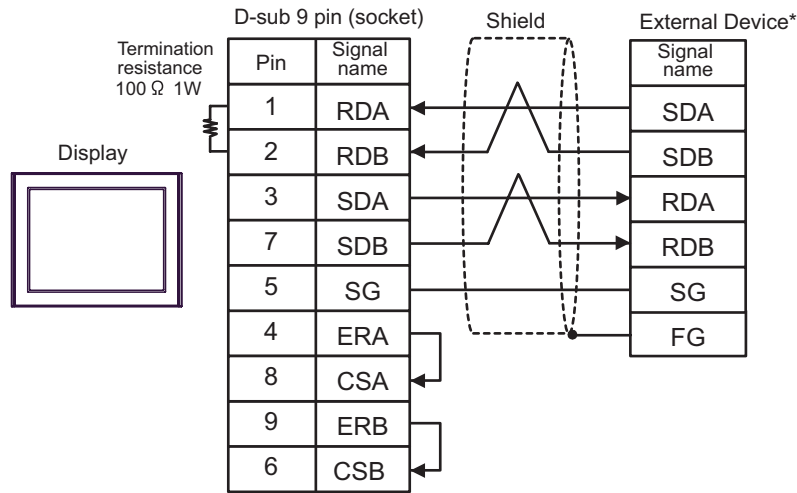 D-sub 9 pin (socket)
Shield
External Device*
Termination
resistance
100 Ω 1W
Pin
Signal
name
Signal
name
1
RDA
SDA
2
RDB
SDB
Display
3
SDA
RDA
7
SDB
RDB
5
SG
SG
4
ERA
FG
8
CSA
9
ERB
6
CSB